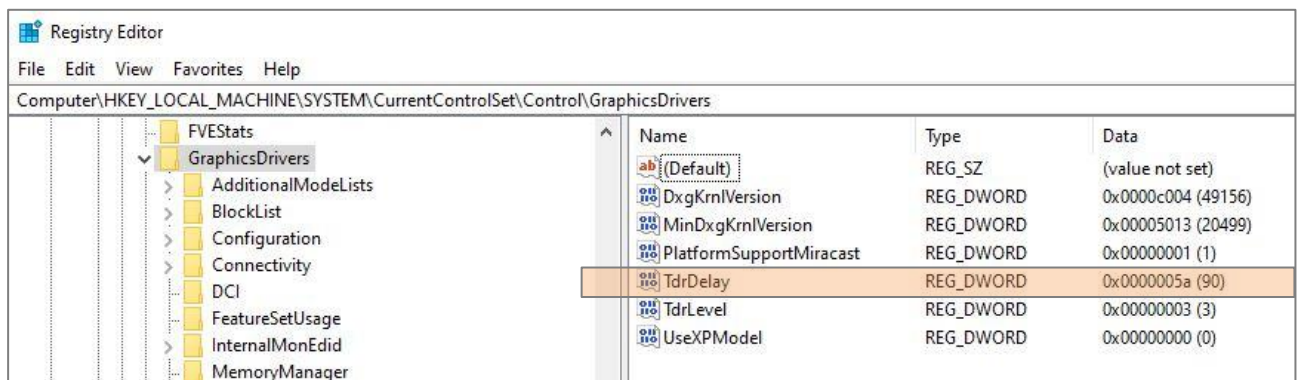 Registry Editor
File Edit View Favorites Help
Computer\HKEY_LOCAL_MACHINE\SYSTEM\CurrentControlSet\Control\GraphicsDrivers
FVEStats
GraphicsDrivers
AdditionalModeLists
BlockList
Configuration
Connectivity
DCI
FeatureSetUsage
InternalMonEdid
MemoryManager
Name Type Data
(Default) REG_SZ (value not set)
DxgKrnlVersion REG_DWORD 0x0000c004 (49156)
MinDxgKrnlVersion REG_DWORD 0x00005013 (20499)
PlatformSupportMiracast REG_DWORD 0x00000001 (1)
TdrDelay REG_DWORD 0x0000005a (90)
TdrLevel REG_DWORD 0x00000003 (3)
UseXPModel REG_DWORD 0x00000000 (0)